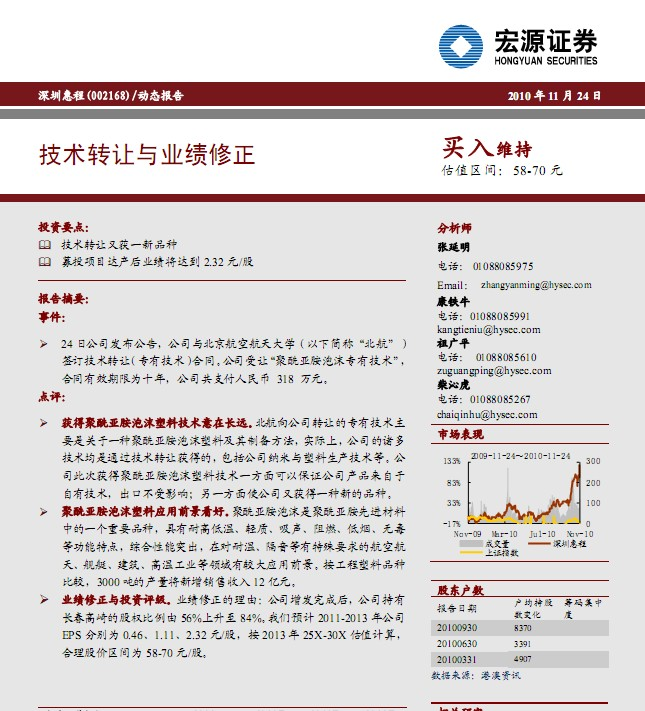 宏源证券
HONGYUAN SECURITIES
深圳惠程(002168)/动态报告
2010 年 11 月 24 日
技术转让与业绩修正
买入维持
估值区间: 58-70 元
投资要点:
技术转让又获一新品种
募投项目达产后业绩将达到 2.32 元/股
报告摘要:
事件:
24 日公司发布公告，公司与北京航空航天大学（以下简称“北航”）
签订技术转让（专有技术）合同。公司受让“聚酰亚胺泡沫专有技术”，
合同有效期限为十年，公司共支付人民币 318 万元。
点评:
获得聚酰亚胺泡沫塑料技术意在长远。北航向公司转让的专有技术主
要是关于一种聚酰亚胺泡沫塑料及其制备方法，实际上，公司的诸多
技术均是通过技术转让获得的，包括公司纳米与塑料生产技术等。公
司此次获得聚酰亚胺泡沫塑料技术一方面可以保证公司产品来自于
自有技术，出口不受影响；另一方面使公司又获得一种新的品种。
聚酰亚胺泡沫塑料应用前景看好。聚酰亚胺泡沫是聚酰亚胺先进材料
中的一个重要品种，具有耐高低温、轻质、吸声、阻燃、低烟、无毒
等功能特点，综合性能突出，在对耐温、隔音等有特殊要求的航空航
天、舰艇、建筑、高温工业等领域有较大应用前景。按工程塑料品种
比较，3000 吨的产量将新增销售收入 12 亿元。
业绩修正与投资评级。业绩修正的理由：公司增发完成后，公司持有
长春高崎的股权比例由 56%上升至 84%。我们预计 2011-2013 年公司
EPS 分别为 0.46、1.11、2.32 元/股，按 2013 年 25X-30X 估值计算，
合理股价区间为 58-70 元/股。
分析师
张延明
电话: 01088085975
Email: zhangyanming@hysec.com
康铁牛
电话: 01088085991
kangtieniu@hysec.com
祖广平
电话: 01088085610
zuguangping@hysec.com
柴沁虎
电话: 01088085267
chaiqinhu@hysec.com
市场表现
2009-11-24~2010-11-24
133% 300
83% 200
33% 100
-17% 0
Nov-09 Mar-10 Jul-10 Nov-10
成交量 深圳惠程
上证指数
股东户数
报告日期 户均持股数变化 筹码集中度
20100930 8370
20100630 3391
20100331 4907
数据来源：港澳资讯